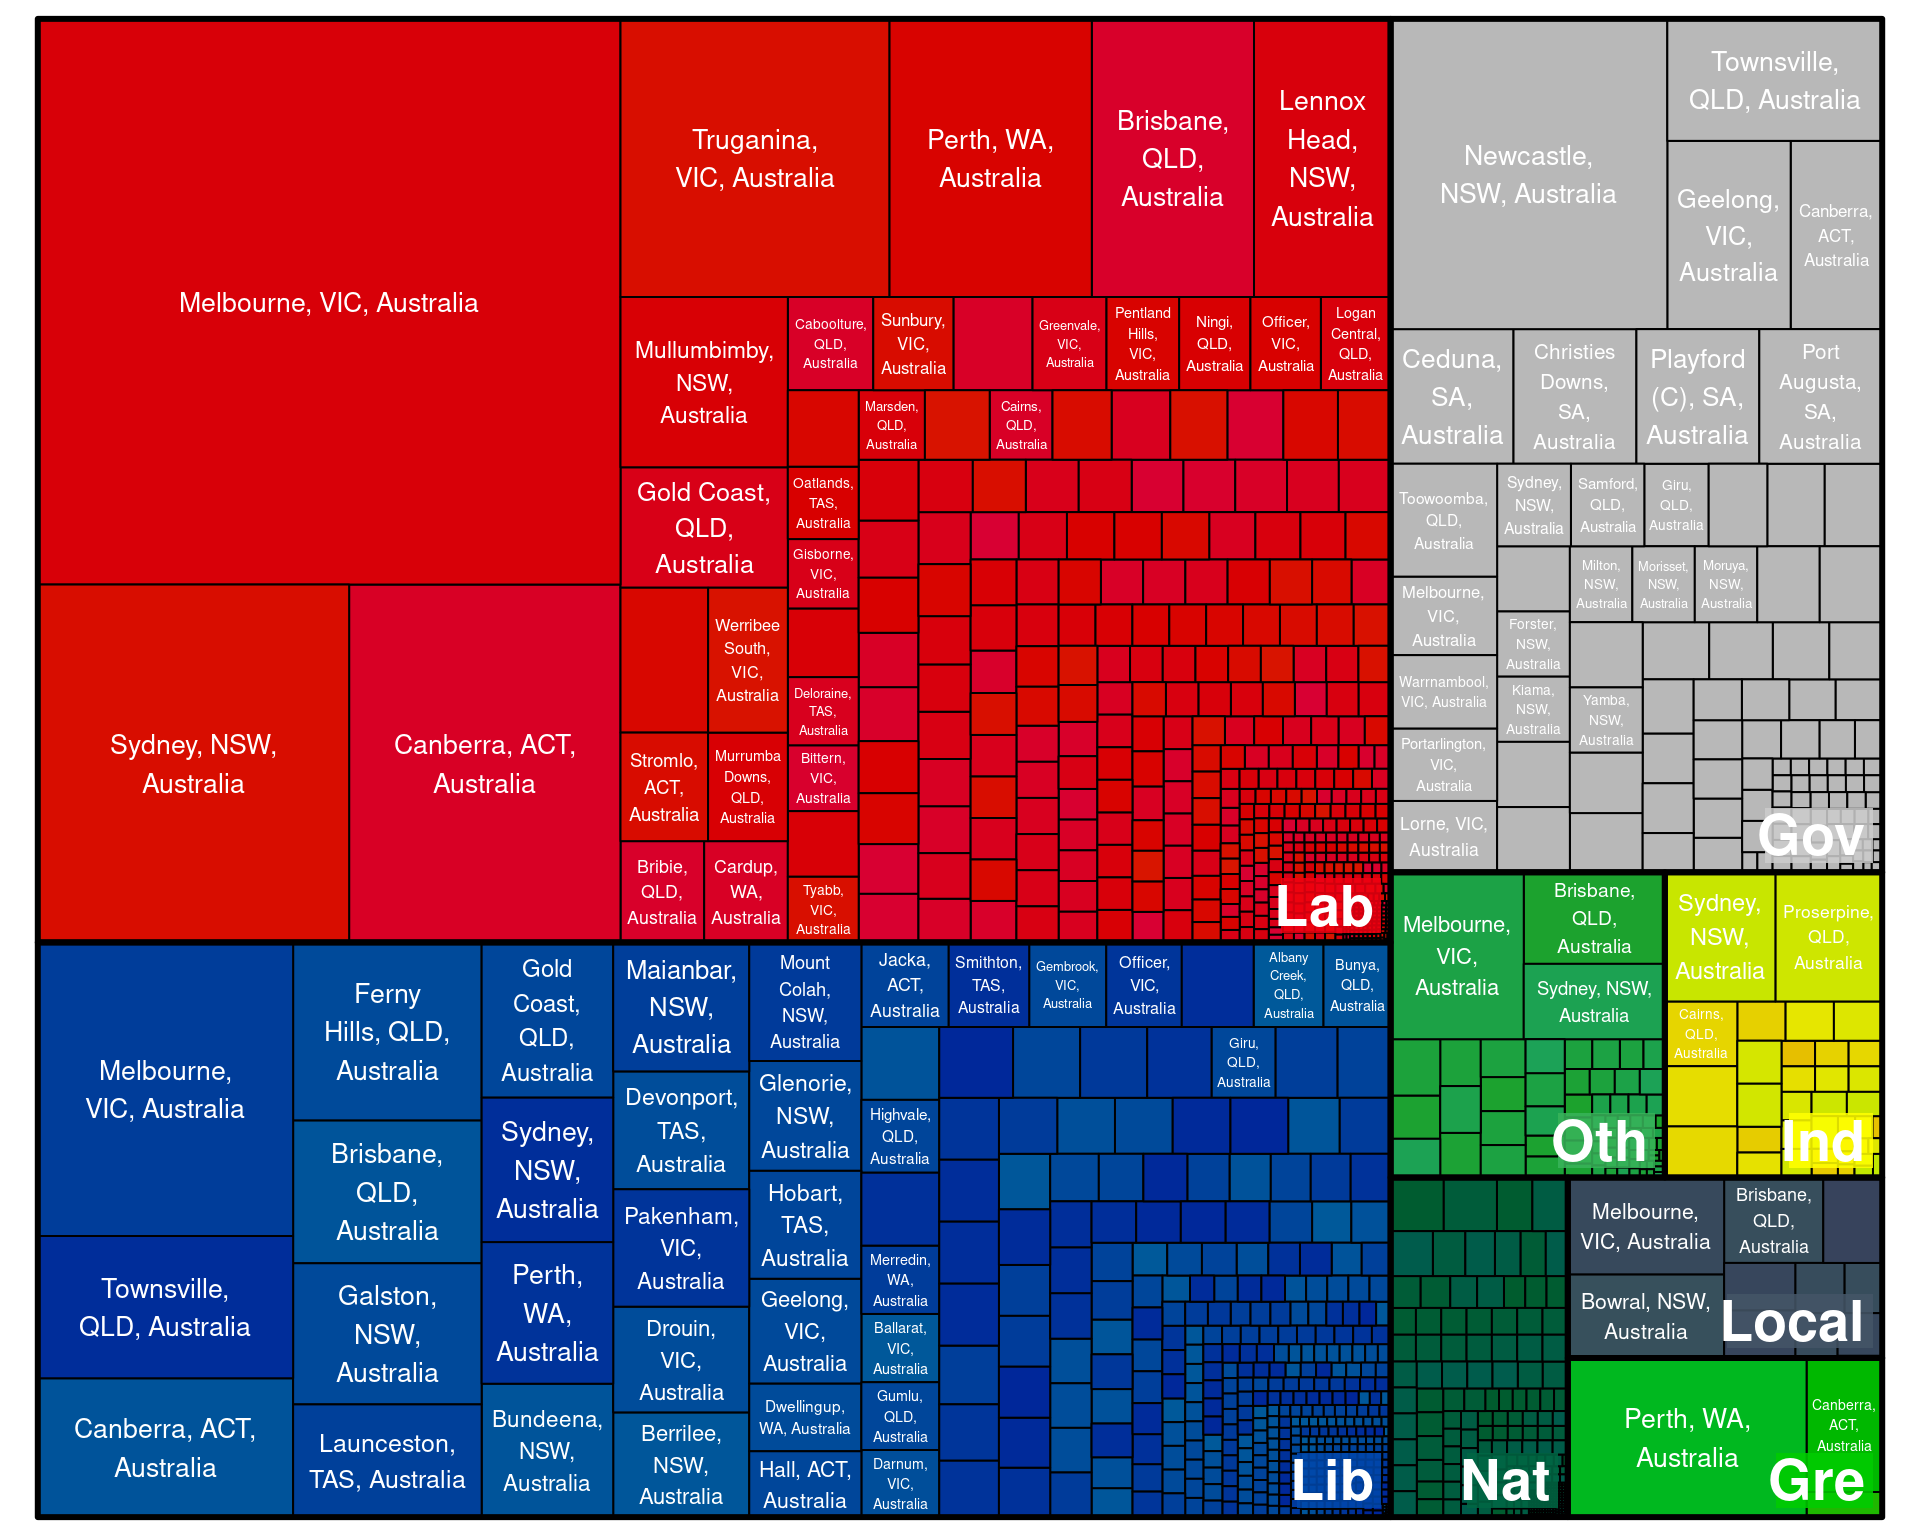 Melbourne, VIC, Australia
Sydney, NSW,
Australia
Canberra, ACT,
Australia
Truganina,
VIC, Australia
Perth, WA,
Australia
Brisbane,
QLD,
Australia
Lennox
Head,
NSW,
Australia
Mullumbimby,
NSW,
Australia
Gold Coast,
QLD,
Australia
Werribee
South,
VIC,
Australia
Stromlo,
ACT,
Australia
Murrumba
Downs,
QLD,
Australia
Bribie,
QLD,
Australia
Cardup,
WA,
Australia
Caboolture,
QLD,
Australia
Sunbury,
VIC,
Australia
Greenvale,
VIC,
Australia
Pentland
Hills,
VIC,
Australia
Ningi,
QLD,
Australia
Officer,
VIC,
Australia
Logan
Central,
QLD,
Australia
Marsden,
QLD,
Australia
Cairns,
QLD,
Australia
Oatlands,
TAS,
Australia
Gisborne,
VIC,
Australia
Deloraine,
TAS,
Australia
Bittern,
VIC,
Australia
Tyabb,
VIC,
Australia
Lab
Newcastle,
NSW, Australia
Townsville,
QLD, Australia
Geelong,
VIC,
Australia
Canberra,
ACT,
Australia
Ceduna,
SA,
Australia
Christies
Downs,
SA,
Australia
Playford
(C), SA,
Australia
Port
Augusta,
SA,
Australia
Toowoomba,
QLD,
Australia
Sydney,
NSW,
Australia
Samford,
QLD,
Australia
Giru,
QLD,
Australia
Melbourne,
VIC,
Australia
Milton,
NSW,
Australia
Morisset,
NSW,
Australia
Moruya,
NSW,
Australia
Forster,
NSW,
Australia
Warrnambool,
VIC, Australia
Kiama,
NSW,
Australia
Yamba,
NSW,
Australia
Portarlington,
VIC,
Australia
Lorne, VIC,
Australia
Gov
Melbourne,
VIC,
Australia
Brisbane,
QLD,
Australia
Sydney, NSW,
Australia
Oth
Sydney,
NSW,
Australia
Proserpine,
QLD,
Australia
Cairns,
QLD,
Australia
Ind
Melbourne,
VIC, Australia
Townsville,
QLD, Australia
Canberra, ACT,
Australia
Ferny
Hills, QLD,
Australia
Brisbane,
QLD,
Australia
Galston,
NSW,
Australia
Launceston,
TAS, Australia
Gold
Coast,
QLD,
Australia
Sydney,
NSW,
Australia
Perth,
WA,
Australia
Bundeena,
NSW,
Australia
Maianbar,
NSW,
Australia
Devonport,
TAS,
Australia
Pakenham,
VIC,
Australia
Drouin,
VIC,
Australia
Berrilee,
NSW,
Australia
Mount
Colah,
NSW,
Australia
Glenorie,
NSW,
Australia
Hobart,
TAS,
Australia
Geelong,
VIC,
Australia
Dwellingup,
WA, Australia
Hall, ACT,
Australia
Jacka,
ACT,
Australia
Smithton,
TAS,
Australia
Gembrook,
VIC,
Australia
Officer,
VIC,
Australia
Albany
Creek,
QLD,
Australia
Bunya,
QLD,
Australia
Giru,
QLD,
Australia
Highvale,
QLD,
Australia
Merredin,
WA,
Australia
Ballarat,
VIC,
Australia
Gumlu,
QLD,
Australia
Darnum,
VIC,
Australia
Lib
Nat
Melbourne,
VIC, Australia
Brisbane,
QLD,
Australia
Bowral, NSW,
Australia
Local
Perth, WA,
Australia
Canberra,
ACT,
Australia
Gre